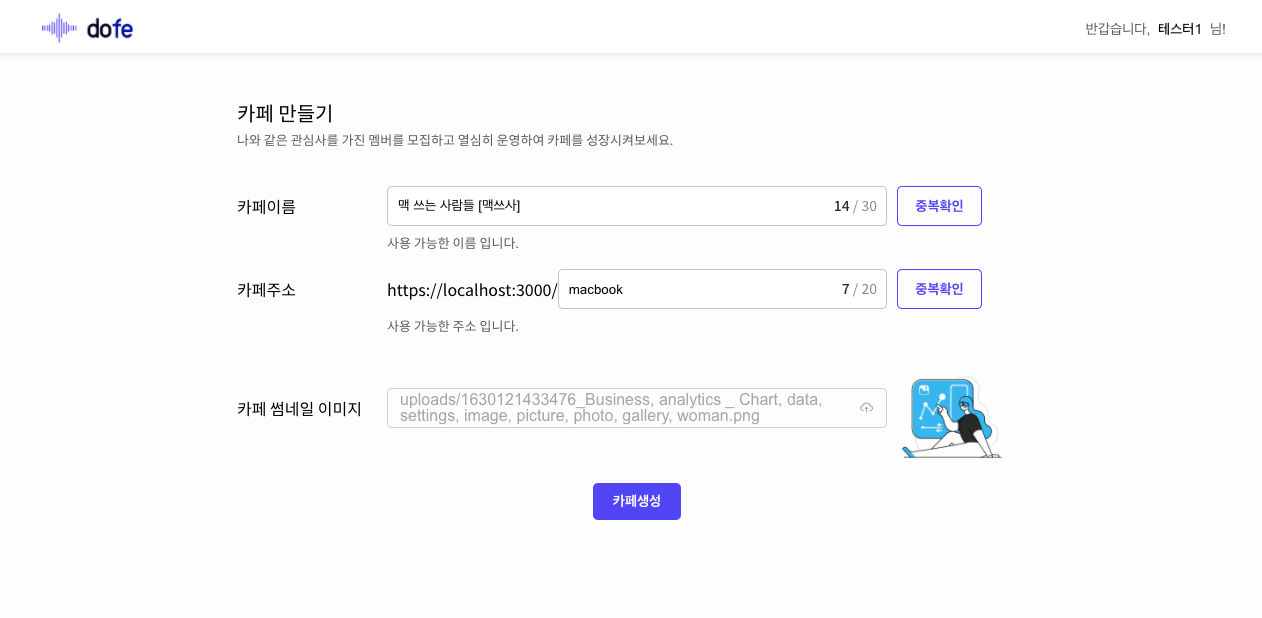 dofe
반갑습니다, 테스터1 님!
카페 만들기
나와 같은 관심사를 가진 멤버를 모집하고 열심히 운영하여 카페를 성장시켜보세요.
카페이름
맥 쓰는 사람들 [맥쓰사]
14 / 30
중복확인
사용 가능한 이름 입니다.
카페주소
https://localhost:3000/
macbook
7 / 20
중복확인
사용 가능한 주소 입니다.
카페 썸네일 이미지
uploads/1630121433476_Business, analytics _ Chart, data,
settings, image, picture, photo, gallery, woman.png
카페생성